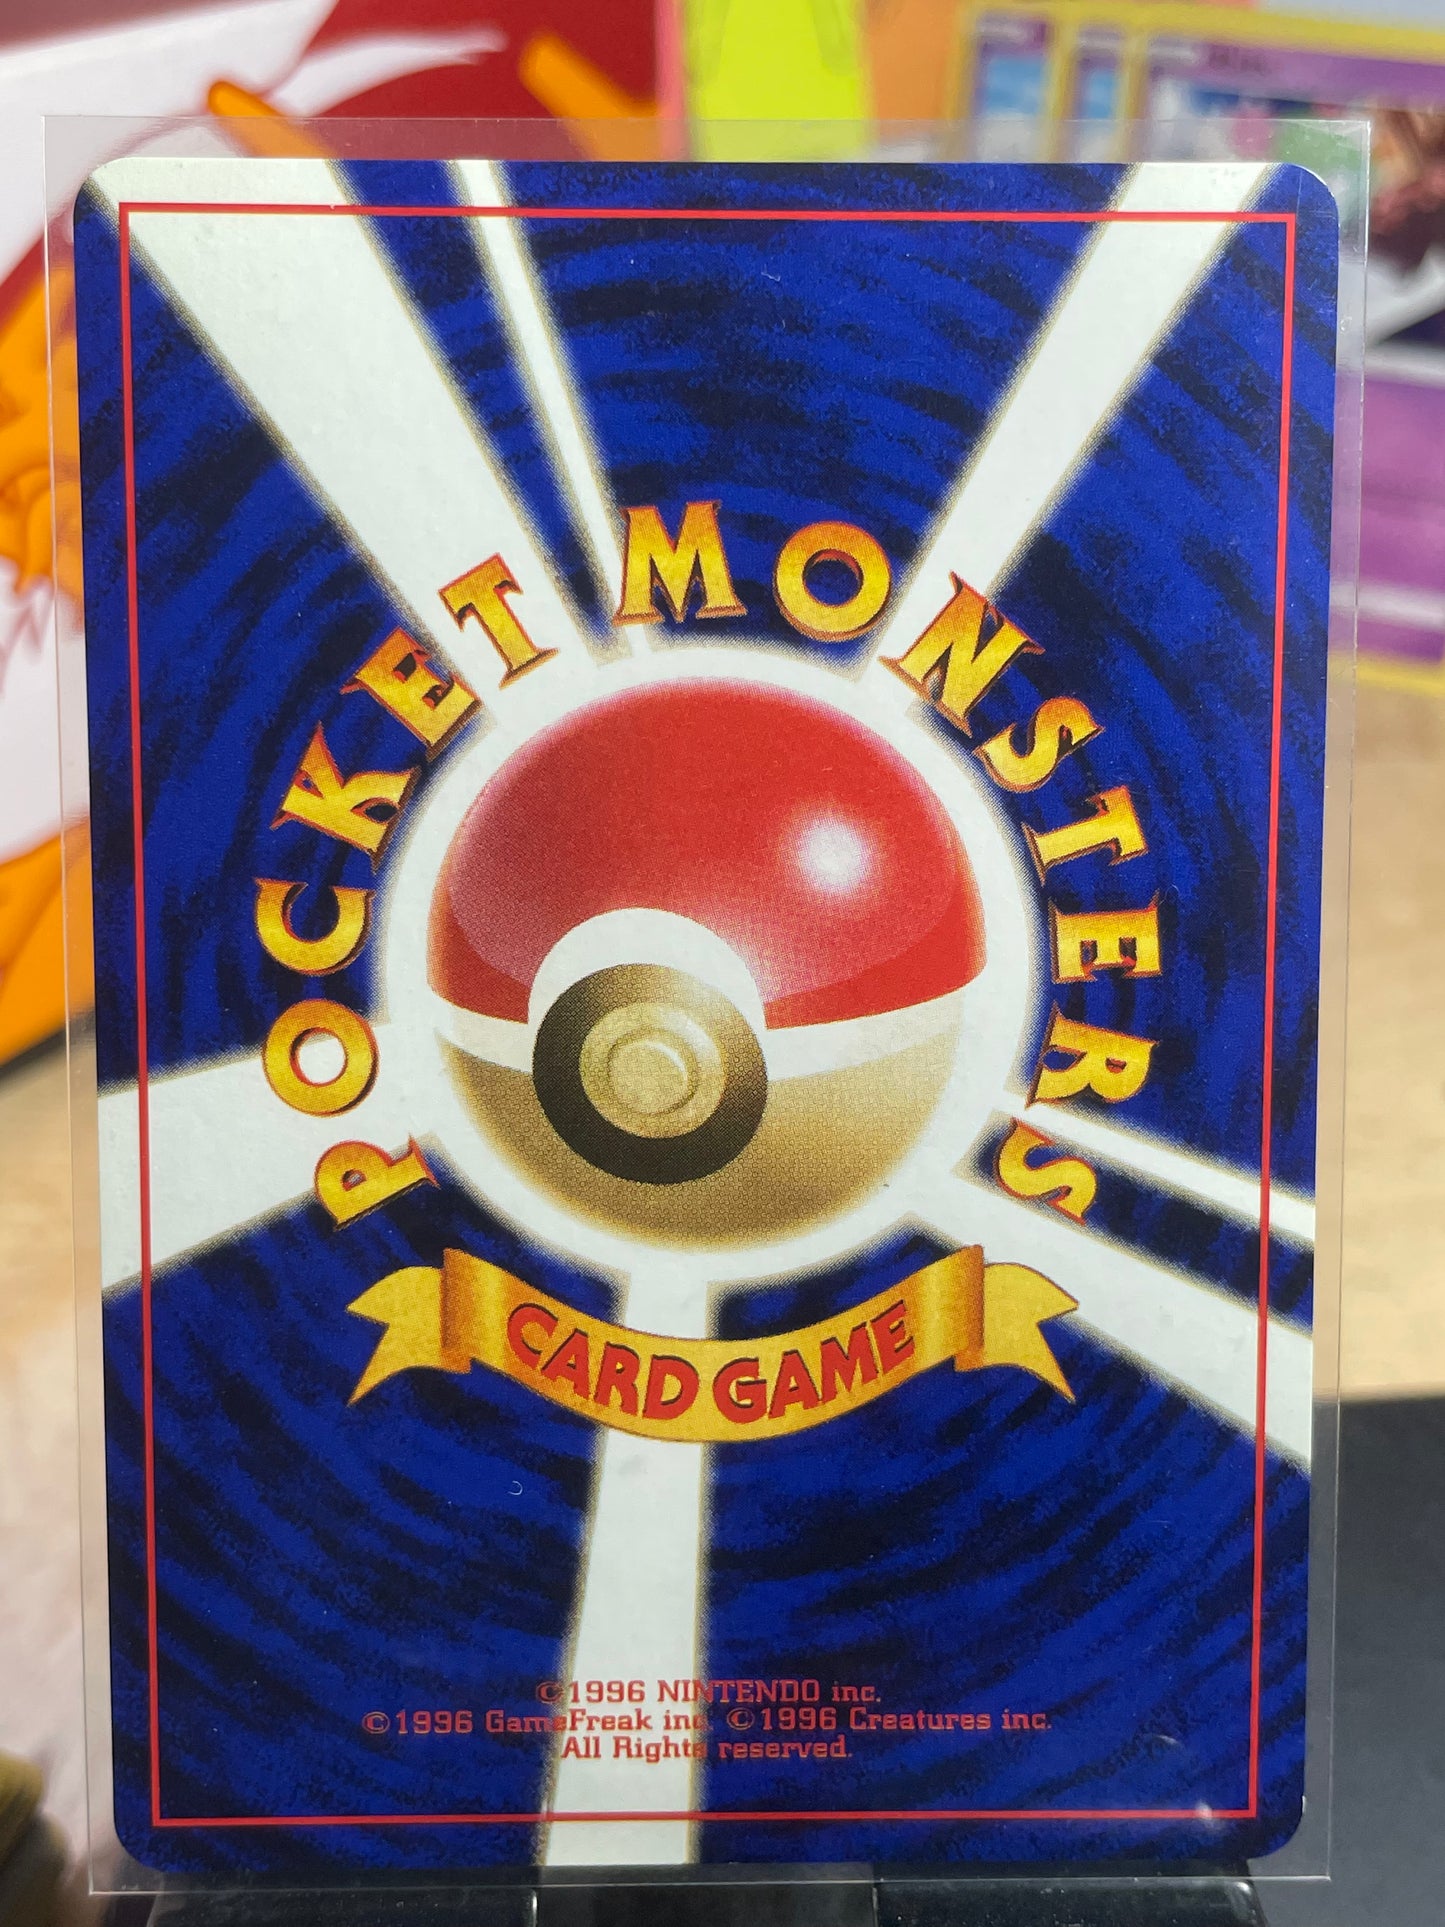 POCKET MONSTERS
CARD GAME
©1996 NINTENDO inc.
©1996 GameFreak inc. ©1996 Creatures inc.
All Rights reserved.